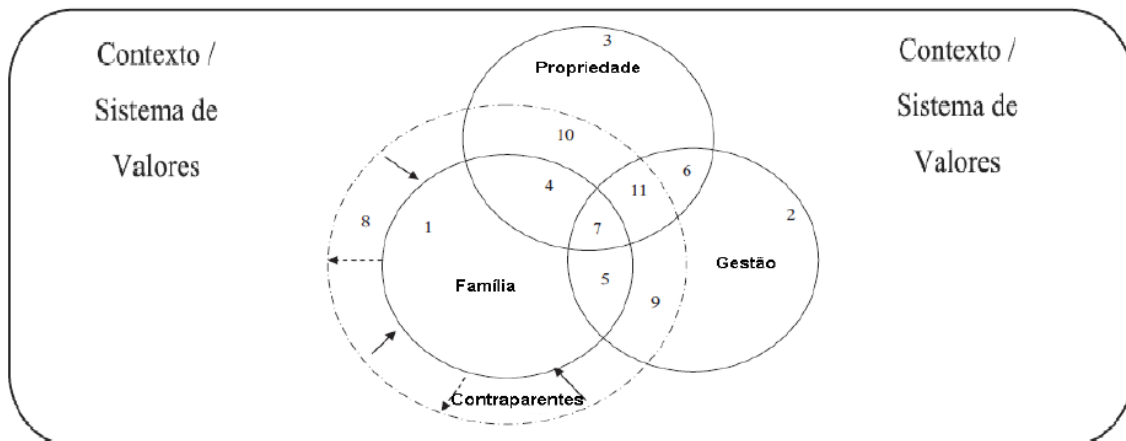 Contexto /
Sistema de
Valores
3
Propriedade
Contexto /
Sistema de
Valores
10
4
11
6
8
1
7
2
Família
5
Gestão
9
Contraparentes